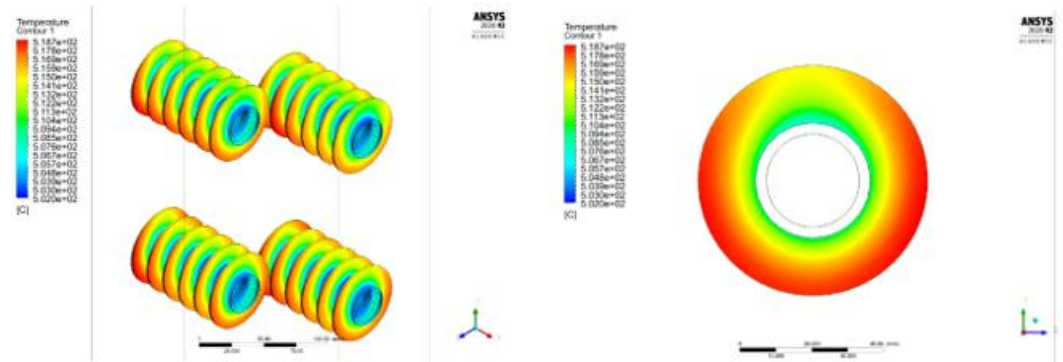 Temperature
Contour 1
5.187e+02
5.178e+02
5.169e+02
5.159e+02
5.150e+02
5.141e+02
5.132e+02
5.122e+02
5.113e+02
5.104e+02
5.094e+02
5.085e+02
5.076e+02
5.067e+02
5.057e+02
5.048e+02
5.039e+02
5.030e+02
5.020e+02
[C]
ANSYS
2020 R2
0
Temperature
Contour 1
5.187e+02
5.178e+02
5.169e+02
5.159e+02
5.150e+02
5.141e+02
5.132e+02
5.122e+02
5.113e+02
5.104e+02
5.094e+02
5.085e+02
5.076e+02
5.067e+02
5.057e+02
5.048e+02
5.039e+02
5.030e+02
5.020e+02
[C]
ANSYS
2020 R2
0